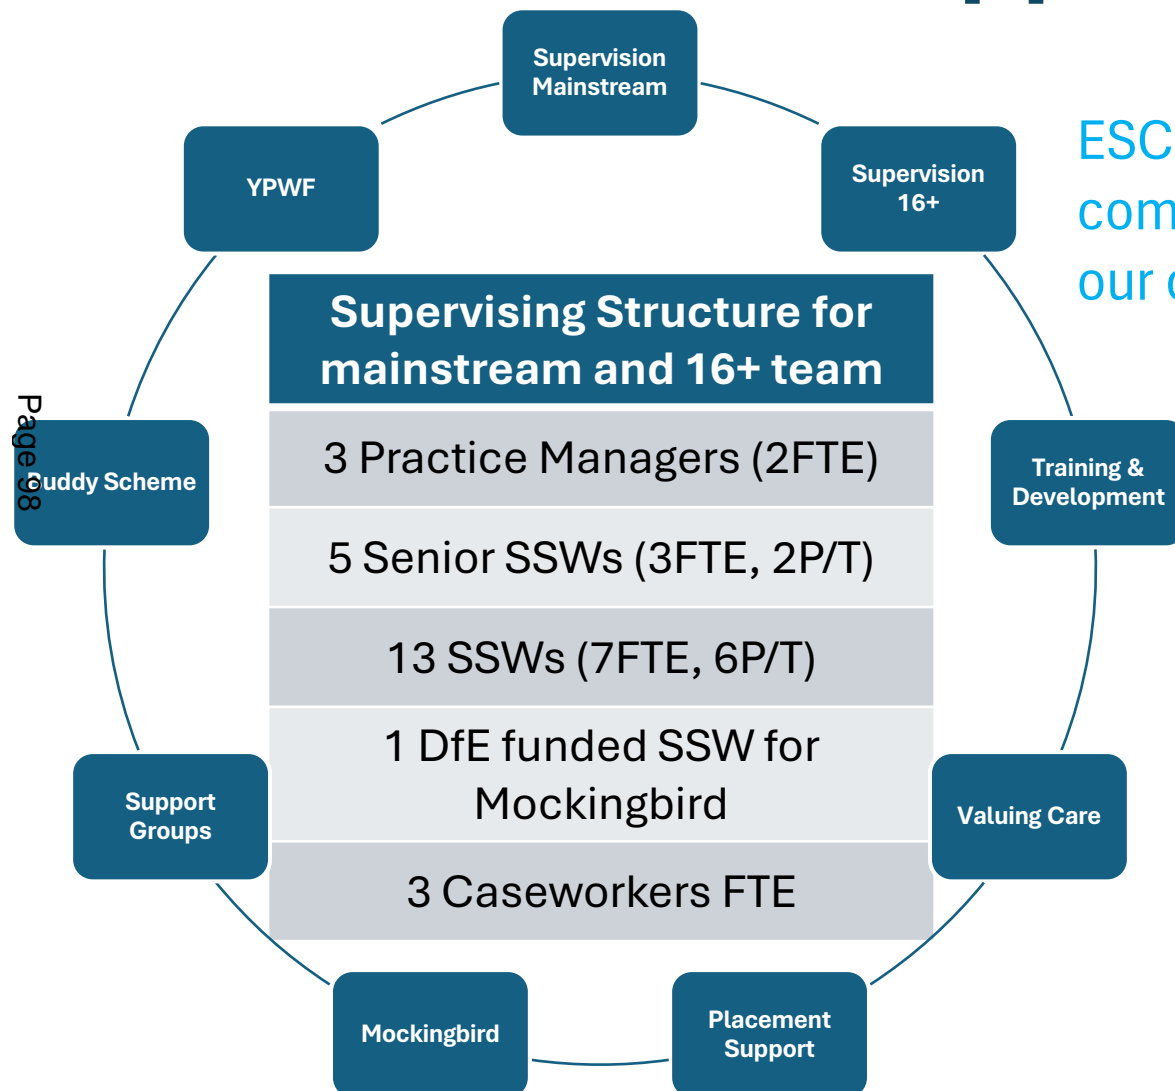 Supervision
Mainstream
Supervision
16+
YPWF
ESC
com
our
Supervising Structure for
mainstream and 16+ team
3 Practice Managers (2FTE)
5 Senior SSWs (3FTE, 2P/T)
13 SSWs (7FTE, 6P/T)
1 DfE funded SSW for
Mockingbird
3 Caseworkers FTE
Page 98
Buddy Scheme
Training &
Development
Support
Groups
Valuing Care
Mockingbird
Placement
Support